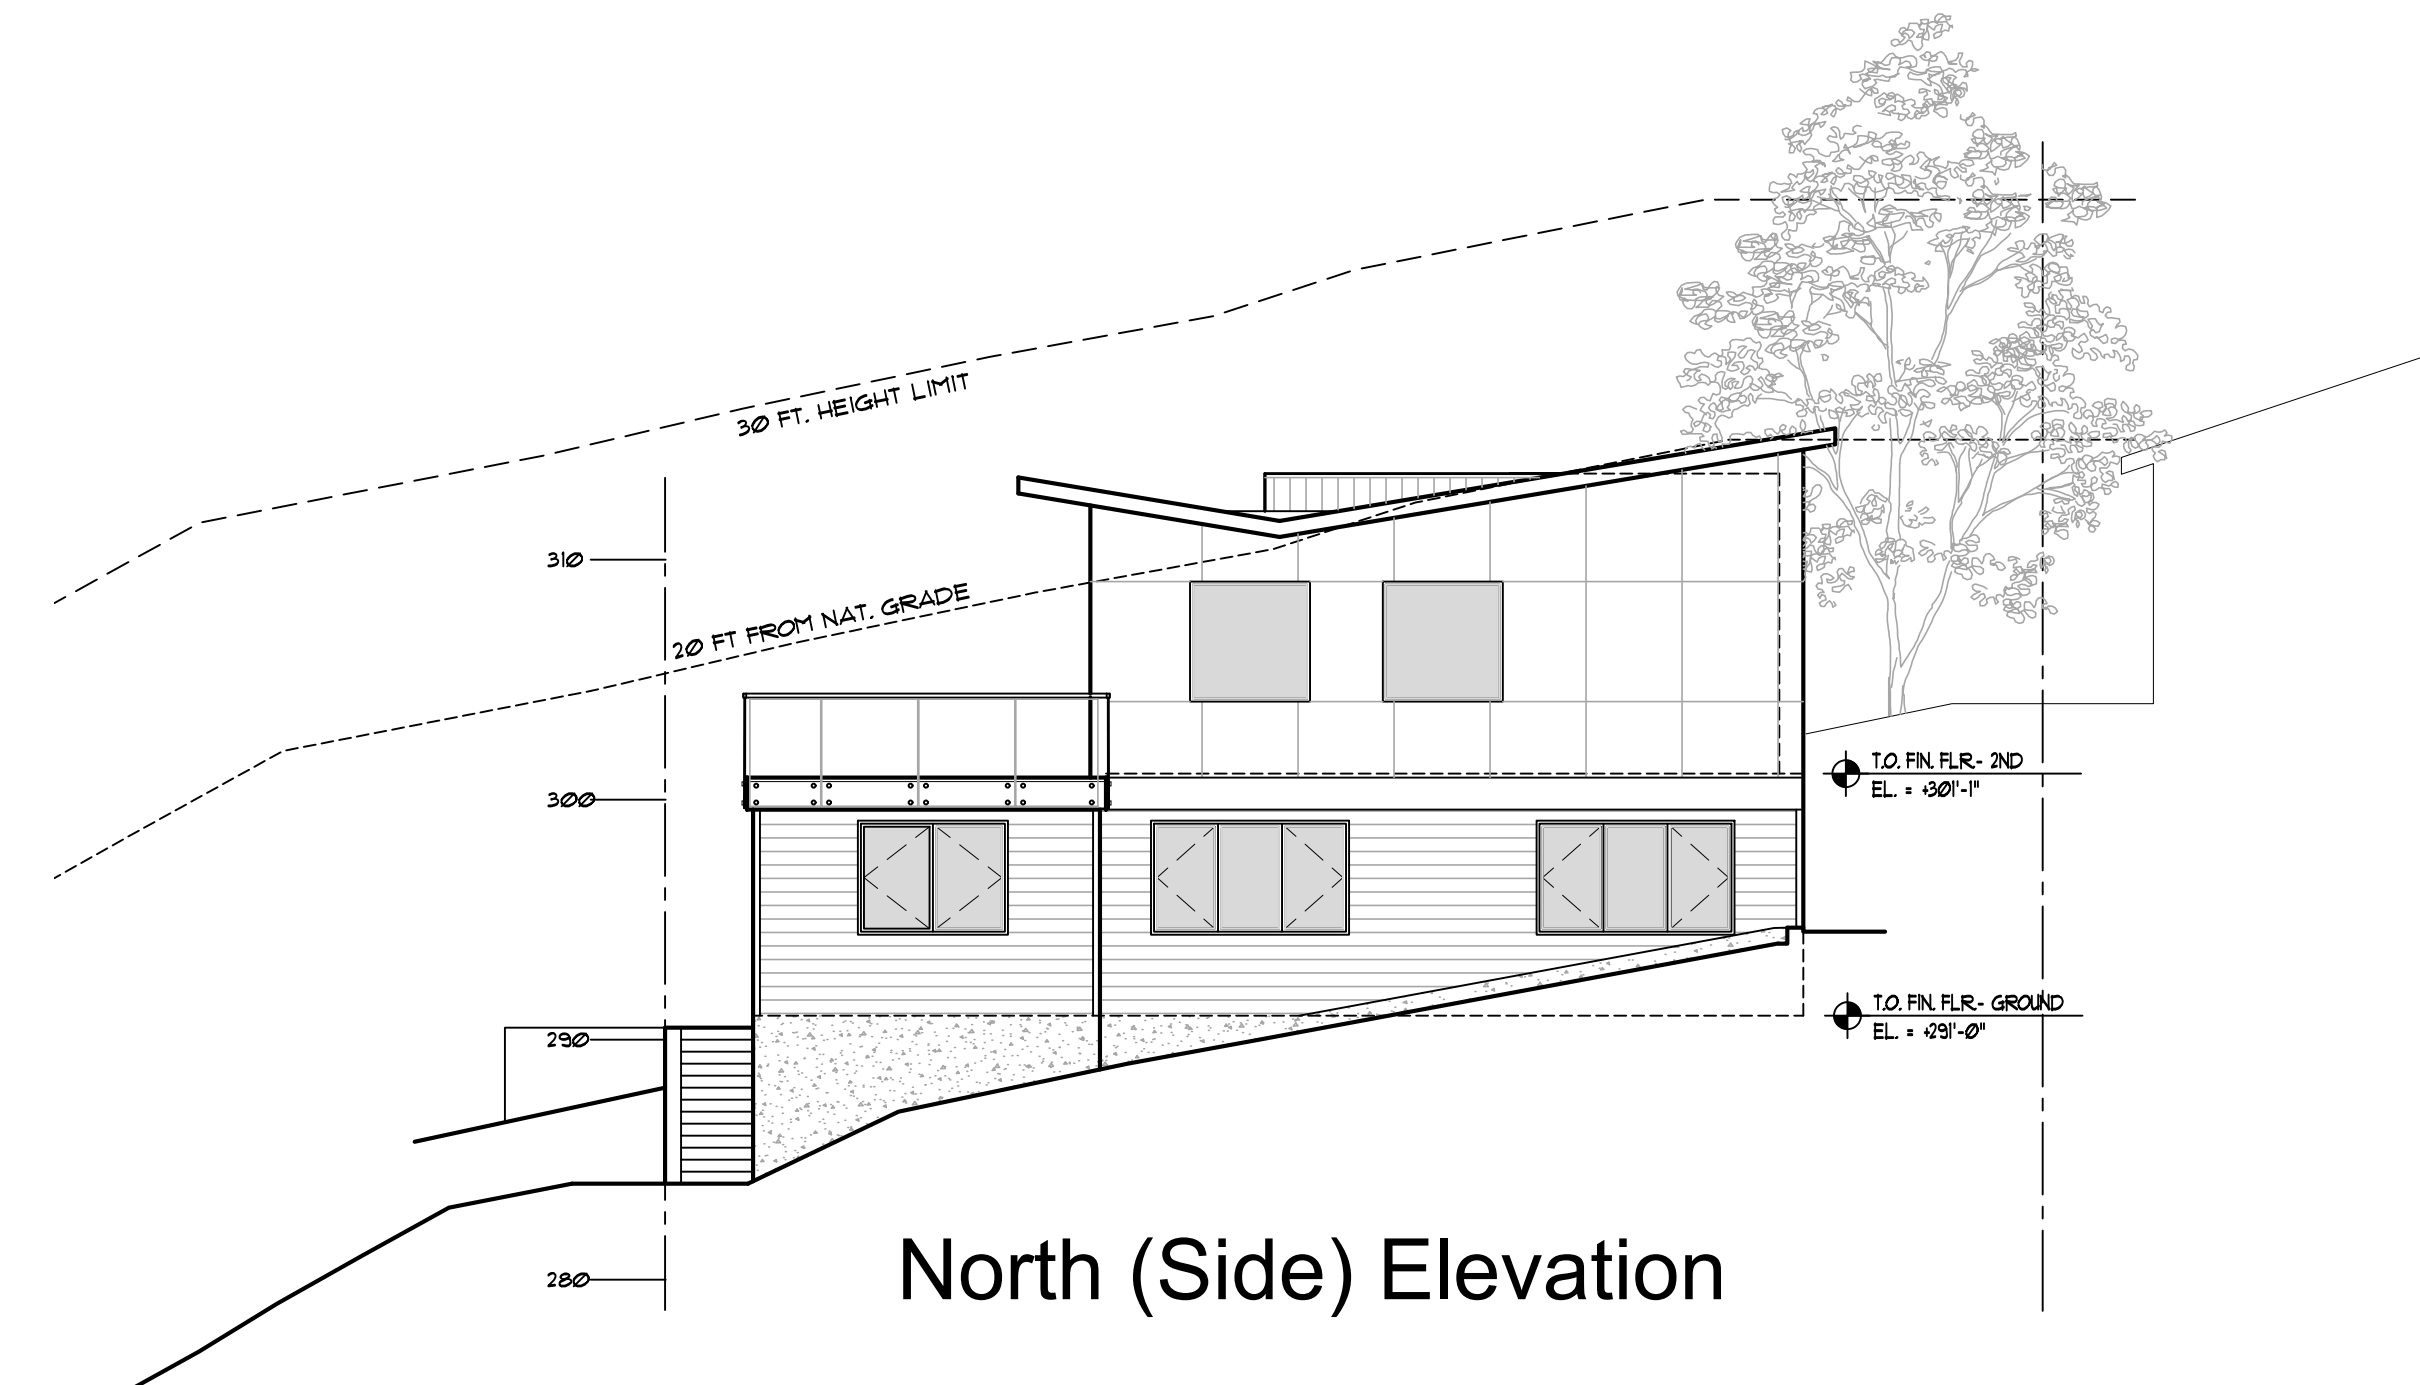 30 FT. HEIGHT LIMIT
310
20 FT FROM NAT. GRADE
T.O. FIN. FLR.- 2ND
EL. = +301'-1"
300
T.O. FIN. FLR.- GROUND
EL. = +291'-0"
290
280
North (Side) Elevation